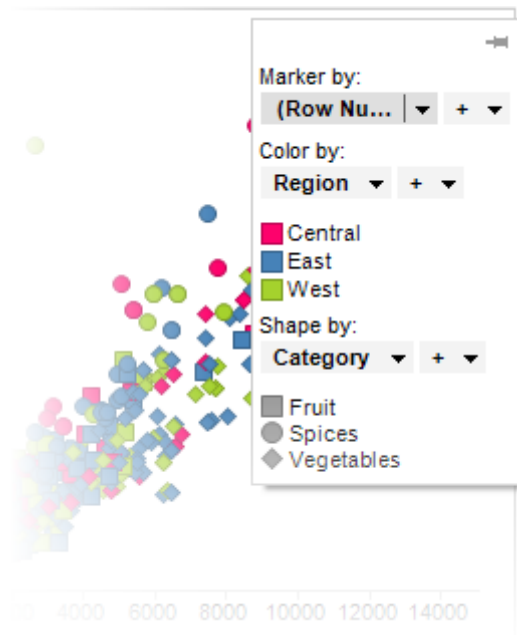 Marker by:
(Row Nu... +
Color by:
Region +
Central
East
West
Shape by:
Category +
Fruit
Spices
Vegetables
4000 6000 8000 10000 12000 14000